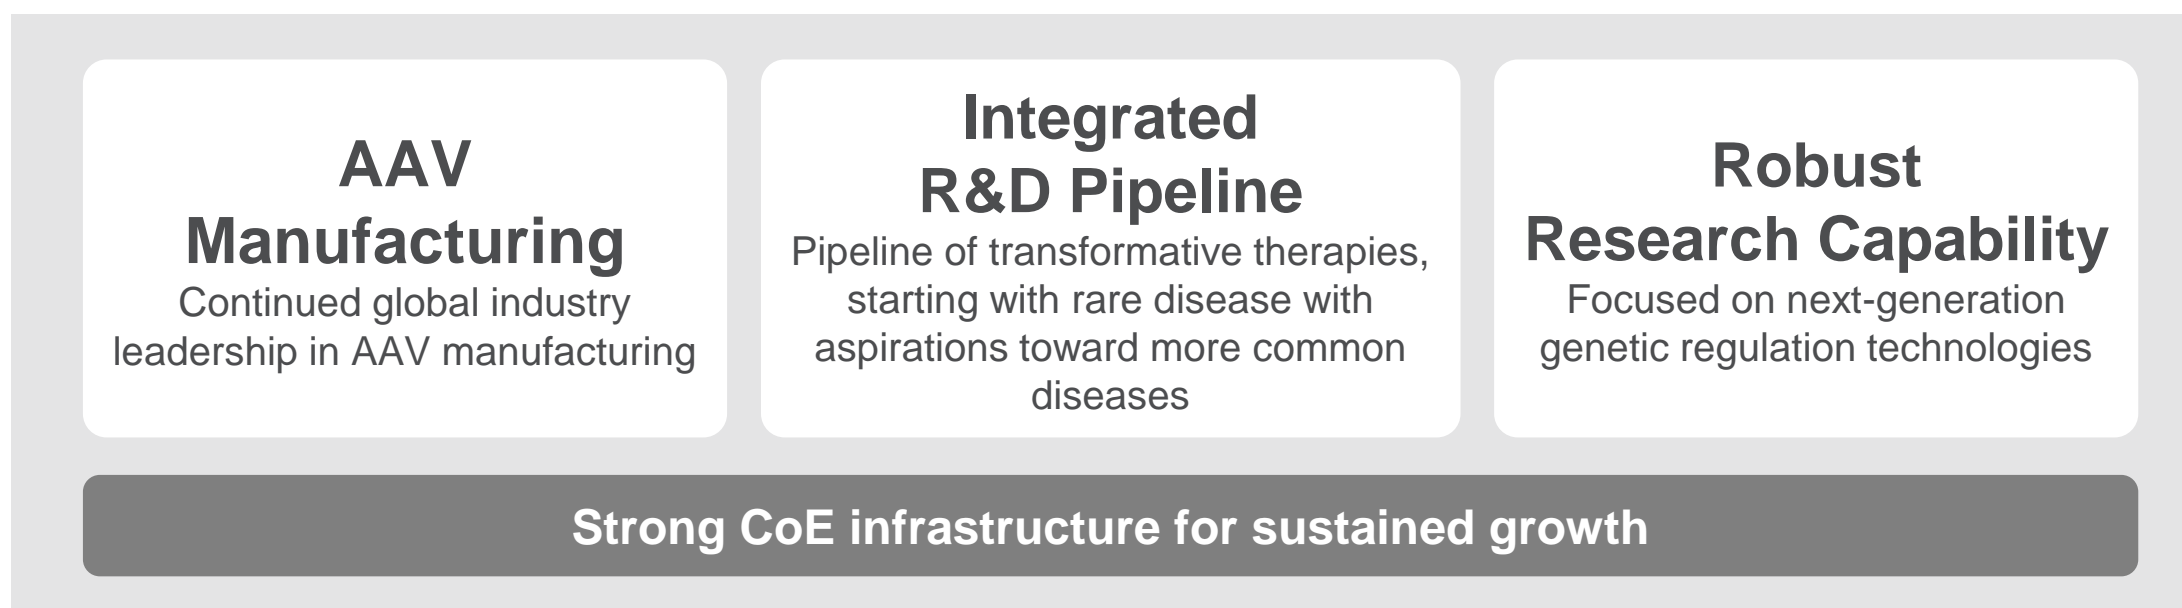 AAV
Manufacturing
Continued global industry
leadership in AAV manufacturing
Integrated
R&D Pipeline
Pipeline of transformative therapies,
starting with rare disease with
aspirations toward more common
diseases
Robust
Research Capability
Focused on next-generation
genetic regulation technologies
Strong CoE infrastructure for sustained growth